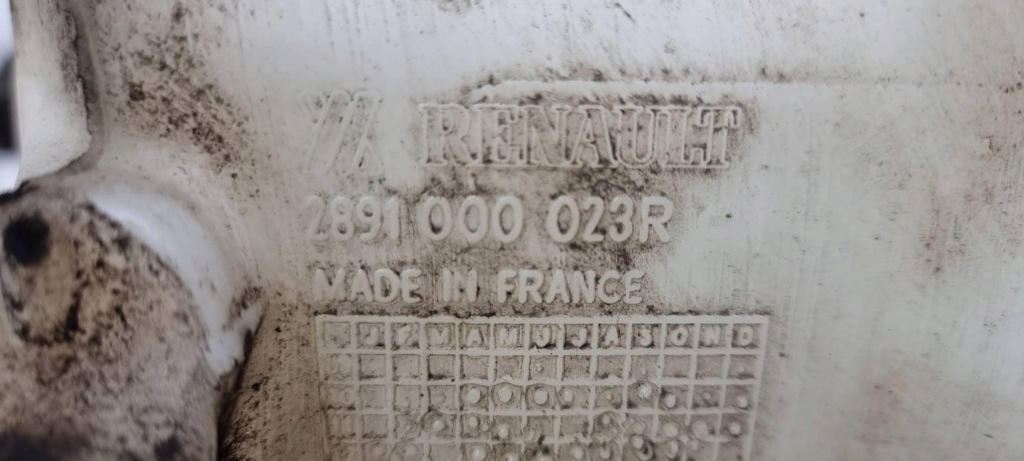 RENAULT
2891 000 023R
MADE IN FRANCE
J F M A M J J A S O N D